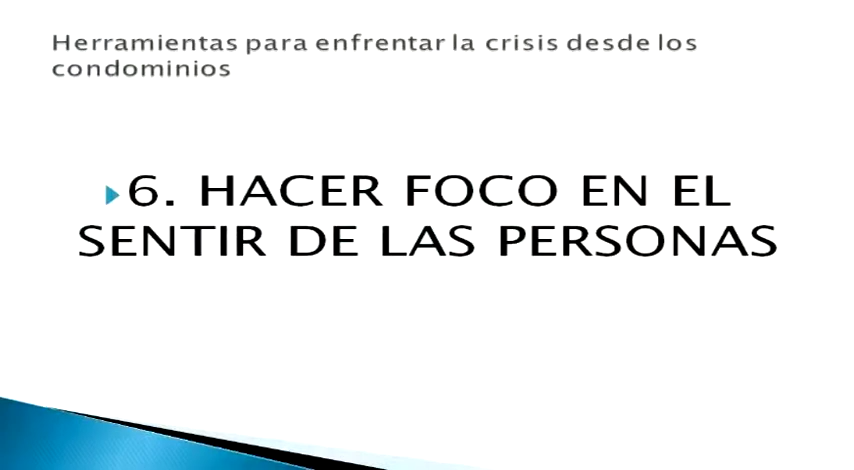 Herramientas para enfrentar la crisis desde los
condominios
6. HACER FOCO EN EL
SENTIR DE LAS PERSONAS